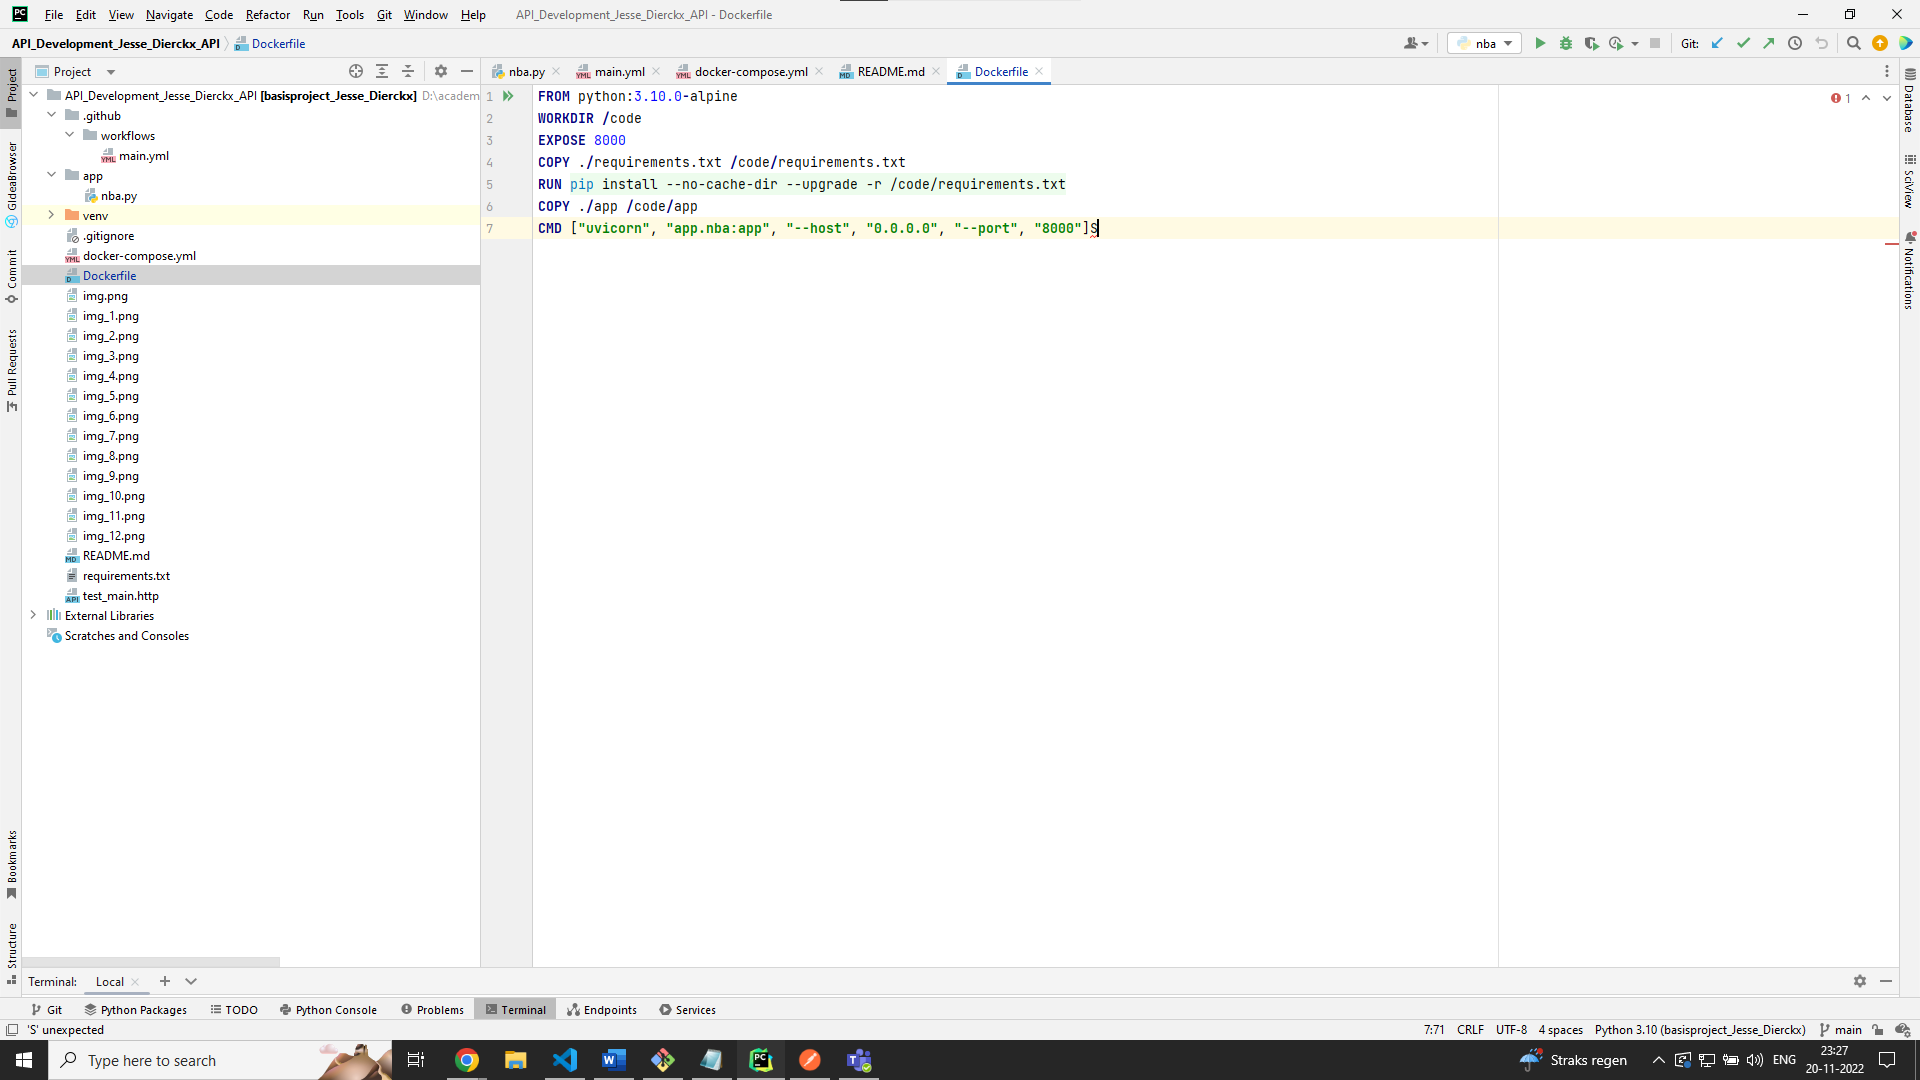 PC File Edit View Navigate Code Refactor Run Tools Git Window Help API_Development_Jesse_Dierckx_API - Dockerfile
API_Development_Jesse_Dierckx_API Dockerfile nba Git:
Project nba.py main.yml docker-compose.yml README.md Dockerfile
API_Development_Jesse_Dierckx_API [basisproject_Jesse_Dierckx] D:\academ
.github
workflows
main.yml
app
nba.py
venv
.gitignore
docker-compose.yml
Dockerfile
img.png
img_1.png
img_2.png
img_3.png
img_4.png
img_5.png
img_6.png
img_7.png
img_8.png
img_9.png
img_10.png
img_11.png
img_12.png
README.md
requirements.txt
test_main.http
External Libraries
Scratches and Consoles
1 FROM python:3.10.0-alpine
2 WORKDIR /code
3 EXPOSE 8000
4 COPY ./requirements.txt /code/requirements.txt
5 RUN pip install --no-cache-dir --upgrade -r /code/requirements.txt
6 COPY ./app /code/app
7 CMD ["uvicorn", "app.nba:app", "--host", "0.0.0.0", "--port", "8000"]S
1
Project
GIdeaBrowser
Commit
Pull Requests
Bookmarks
Structure
Database
SciView
Notifications
Terminal: Local
Git Python Packages TODO Python Console Problems Terminal Endpoints Services
'S' unexpected 7:71 CRLF UTF-8 4 spaces Python 3.10 (basisproject_Jesse_Dierckx) main
Type here to search Straks regen ENG 23:27
20-11-2022